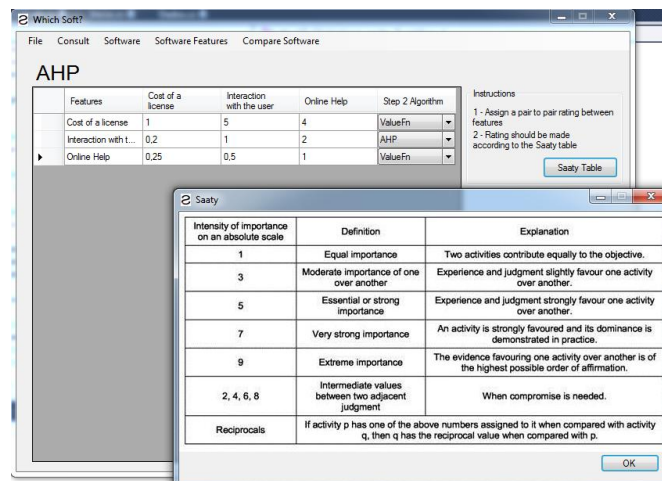 Which Soft?
File Consult Software Software Features Compare Software
AHP
Features Cost of a license Interaction with the user Online Help Step 2 Algorithm
Cost of a license 1 5 4 ValueFn
Interaction with t... 0,2 1 2 AHP
Online Help 0,25 0,5 1 ValueFn
Instructions
1 - Assign a pair to pair rating between
features
2 - Rating should be made
according to the Saaty table
Saaty Table
Saaty
Intensity of importance
on an absolute scale
Definition
Explanation
1
Equal importance
Two activities contribute equally to the objective.
3
Moderate importance of one
over another
Experience and judgment slightly favour one activity
over another.
5
Essential or strong
importance
Experience and judgment strongly favour one activity
over another.
7
Very strong importance
An activity is strongly favoured and its dominance is
demonstrated in practice.
9
Extreme importance
The evidence favouring one activity over another is of
the highest possible order of affirmation.
2, 4, 6, 8
Intermediate values
between two adjacent
judgment
When compromise is needed.
Reciprocals
If activity p has one of the above numbers assigned to it when compared with activity
q, then q has the reciprocal value when compared with p.
OK